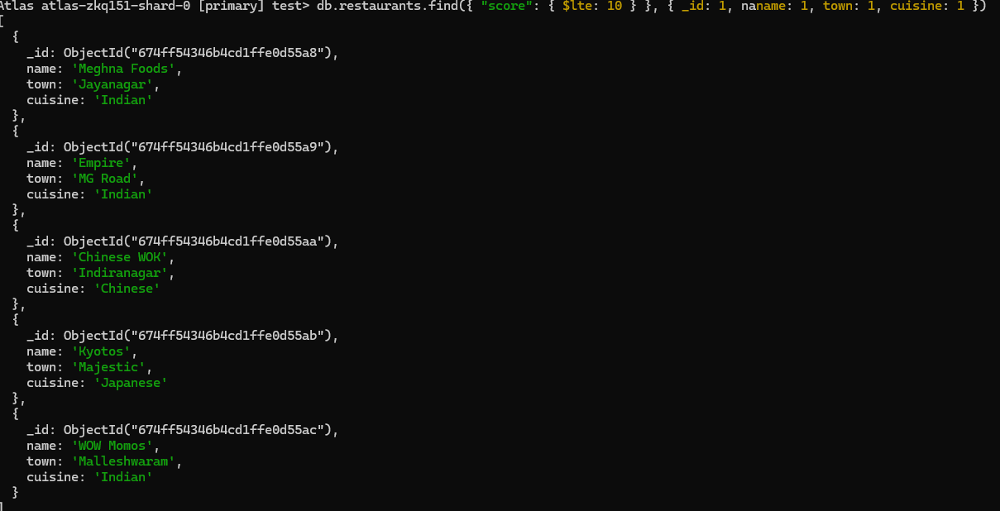 Atlas atlas-zkq151-shard-0 [primary] test> db.restaurants.find({ "score": { $lte: 10 } }, { _id: 1, naname: 1, town: 1, cuisine: 1 })
[
  {
    _id: ObjectId("674ff54346b4cd1ffe0d55a8"),
    name: 'Meghna Foods',
    town: 'Jayanagar',
    cuisine: 'Indian'
  },
  {
    _id: ObjectId("674ff54346b4cd1ffe0d55a9"),
    name: 'Empire',
    town: 'MG Road',
    cuisine: 'Indian'
  },
  {
    _id: ObjectId("674ff54346b4cd1ffe0d55aa"),
    name: 'Chinese WOK',
    town: 'Indiranagar',
    cuisine: 'Chinese'
  },
  {
    _id: ObjectId("674ff54346b4cd1ffe0d55ab"),
    name: 'Kyotos',
    town: 'Majestic',
    cuisine: 'Japanese'
  },
  {
    _id: ObjectId("674ff54346b4cd1ffe0d55ac"),
    name: 'WOW Momos',
    town: 'Malleshwaram',
    cuisine: 'Indian'
  }
]